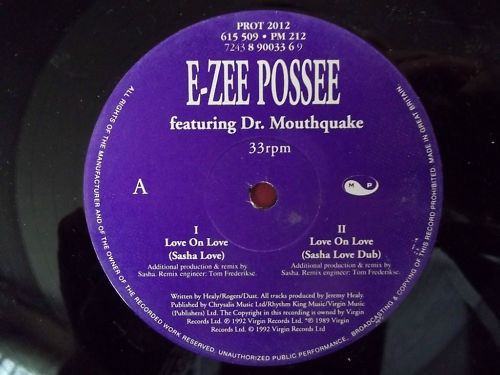 PROT 2012
615 509 • PM 212
7243 8 90033 6 9
E-ZEE POSSEE
featuring Dr. Mouthquake
33rpm
A
M P
I
Love On Love
(Sasha Love)
Additional production & remix by
Sasha. Remix engineer: Tom Frederikse.
II
Love On Love
(Sasha Love Dub)
Additional production & remix by
Sasha. Remix engineer: Tom Frederikse.
Written by Healy/Rogers/Dust. All tracks produced by Jeremy Healy.
Published by Chrysalis Music Ltd/Rhythm King Music/Virgin Music
(Publishers) Ltd. The Copyright in this recording is owned by Virgin
Records Ltd. ℗ 1992 Virgin Records Ltd. *℗ 1989 Virgin
Records Ltd. © 1992 Virgin Records Ltd
ALL RIGHTS OF THE MANUFACTURER AND OF THE OWNER OF THE RECORDED WORK RESERVED. UNAUTHORIZED PUBLIC PERFORMANCE, BROADCASTING & COPYING OF THIS RECORD PROHIBITED. MADE IN GREAT BRITAIN.